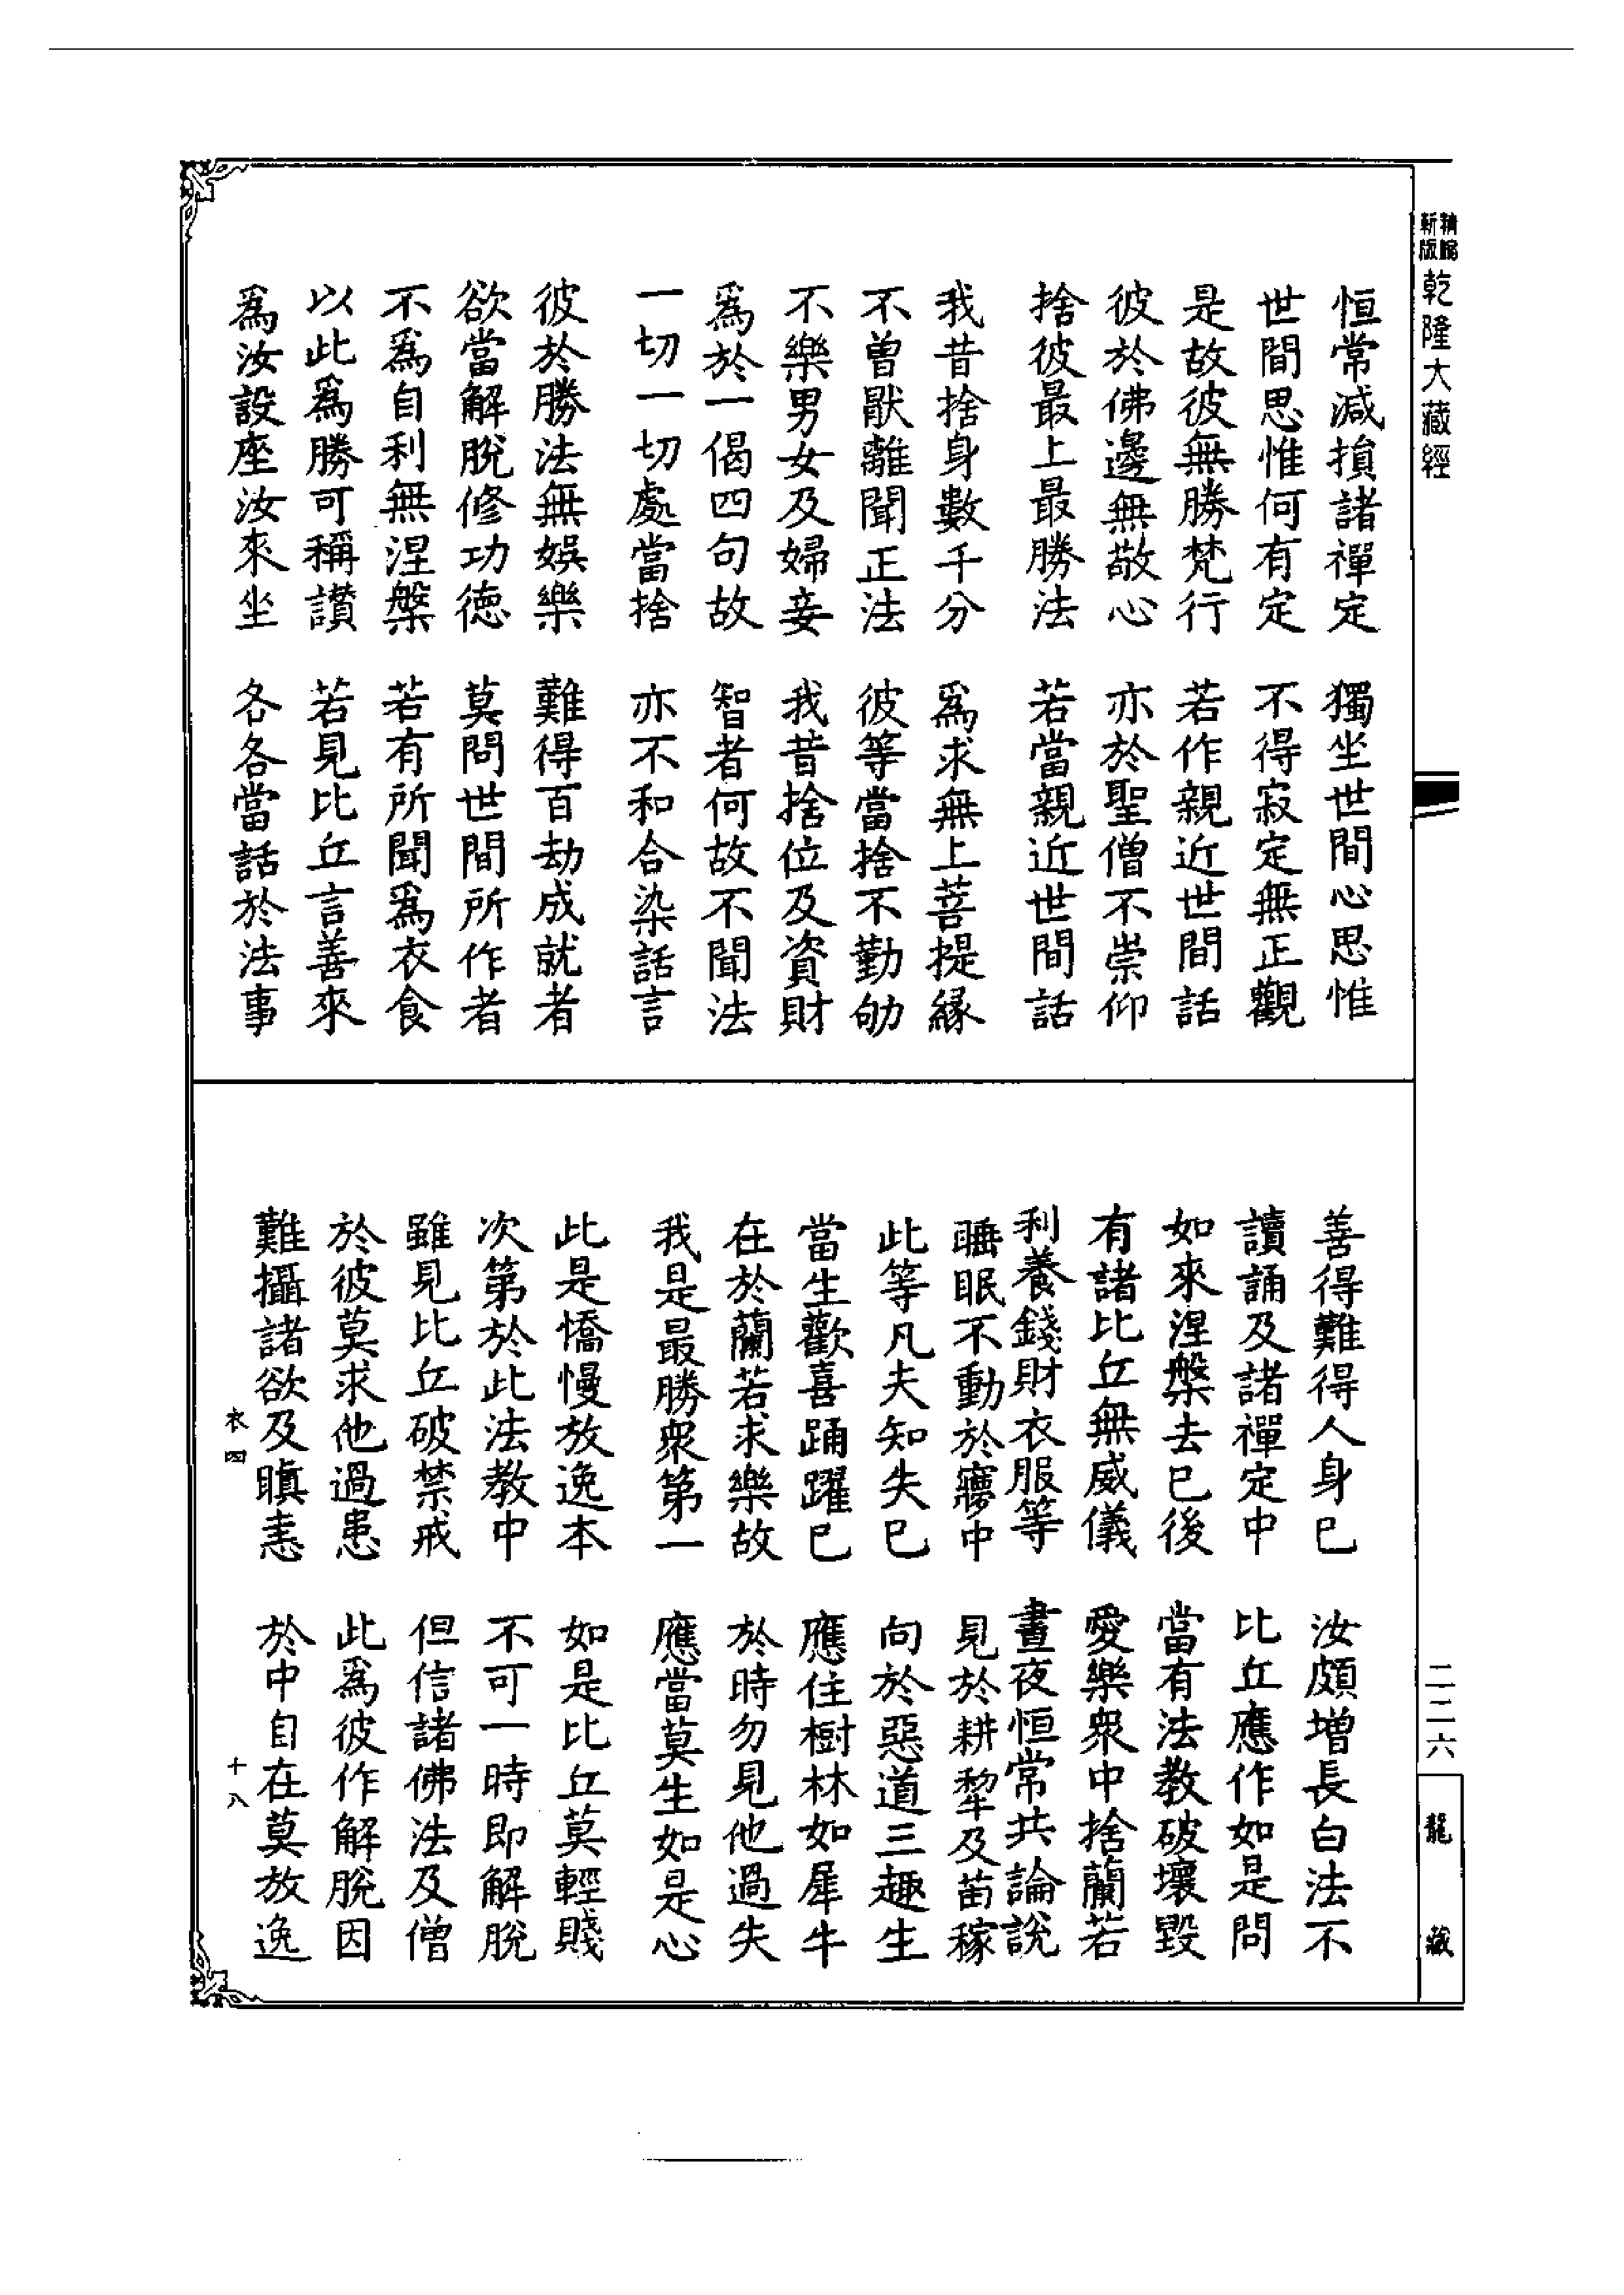 精縮
新版
乾隆大藏經
恒常減損諸禪定　獨坐世間心思惟
世間思惟何有定　不得寂定無正觀
是故彼無勝梵行　若作親近世間話
彼於佛邊無敬心　亦於聖僧不崇仰
捨彼最上最勝法　若當親近世間話
我昔捨身數千分　爲求無上菩提緣
不曾猒離聞正法　彼等當捨不勤劬
不樂男女及婦妾　我昔捨位及資財
爲於一偈四句故　智者何故不聞法
一切一切處當捨　亦不和合染話言
彼於勝法無娛樂　難得百劫成就者
欲當解脫修功德　莫問世間所作者
不爲自利無涅槃　若有所聞爲衣食
以此爲勝可稱讚　若見比丘言善來
爲汝設座汝來坐　各各當話於法事
善得難得人身已　汝頗增長白法不
讀誦及諸禪定中　比丘應作如是問
如來涅槃去已後　當有法教破壞毀
有諸比丘無威儀　愛樂衆中捨蘭若
利養錢財衣服等　晝夜恒常共論說
睡眠不動於寱中　見於耕犂及苗稼
此等凡夫知失已　向於惡道三趣生
當生歡喜踊躍已　應住樹林如犀牛
在於蘭若求樂故　於時勿見他過失
我是最勝衆第一　應當莫生如是心
此是憍慢放逸本　如是比丘莫輕賤
次第於此法教中　不可一時即解脫
雖見比丘破禁戒　但信諸佛法及僧
於彼莫求他過患　此爲彼作解脫因
難攝諸欲及瞋恚　於中自在莫放逸
衣四　十八
二二六
龍藏